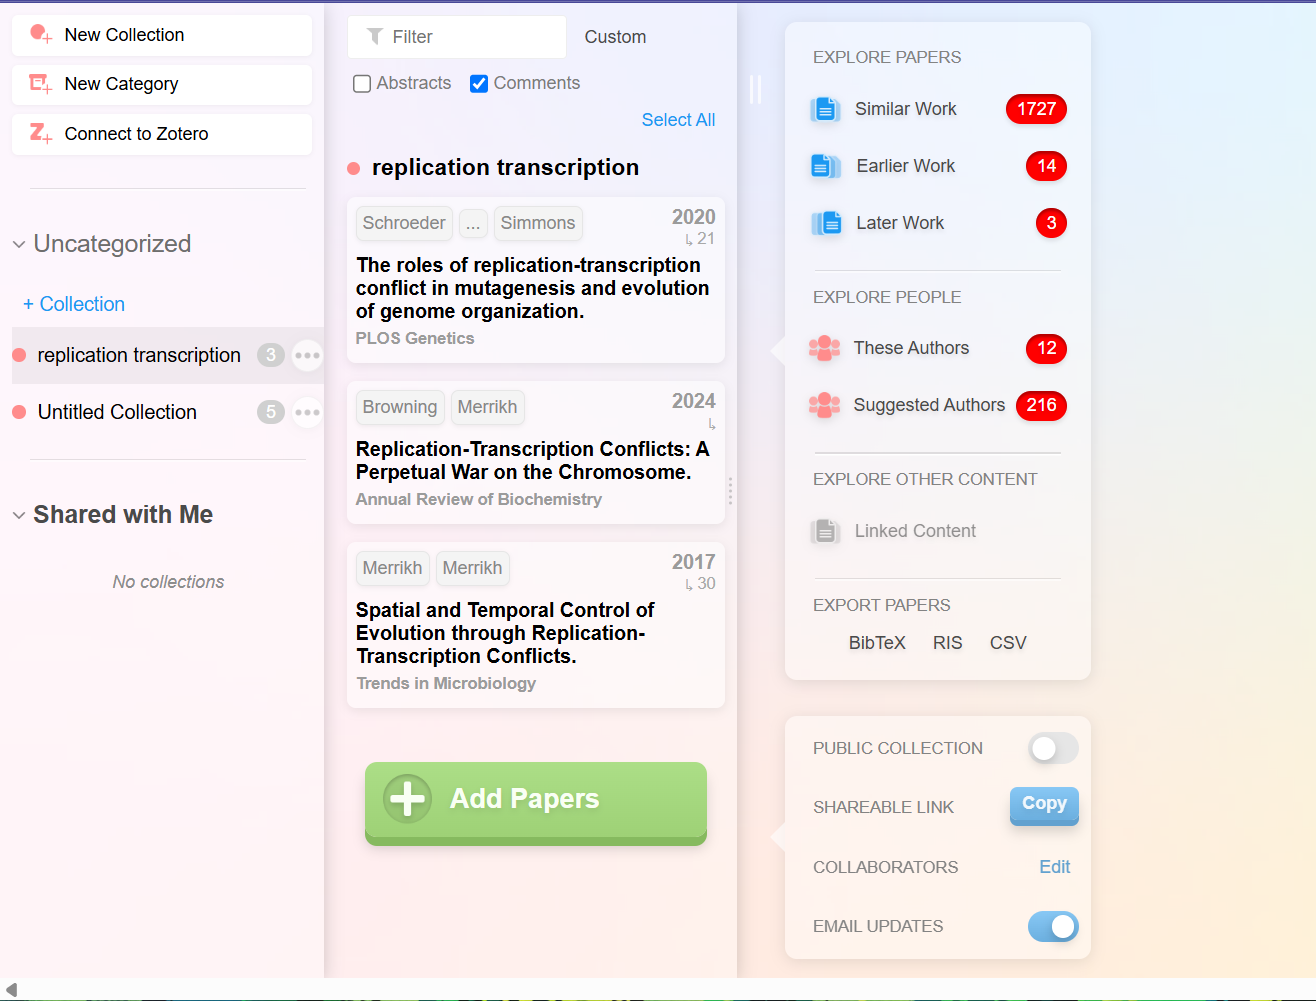 New Collection
New Category
Connect to Zotero
Uncategorized
+ Collection
replication transcription 3
Untitled Collection 5
Shared with Me
No collections
Filter Custom
Abstracts Comments
Select All
replication transcription
Schroeder ... Simmons 2020
↳ 21
The roles of replication-transcription
conflict in mutagenesis and evolution
of genome organization.
PLOS Genetics
Browning Merrikh 2024
↳
Replication-Transcription Conflicts: A
Perpetual War on the Chromosome.
Annual Review of Biochemistry
Merrikh Merrikh 2017
↳ 30
Spatial and Temporal Control of
Evolution through Replication-
Transcription Conflicts.
Trends in Microbiology
Add Papers
EXPLORE PAPERS
Similar Work 1727
Earlier Work 14
Later Work 3
EXPLORE PEOPLE
These Authors 12
Suggested Authors 216
EXPLORE OTHER CONTENT
Linked Content
EXPORT PAPERS
BibTeX RIS CSV
PUBLIC COLLECTION
SHAREABLE LINK Copy
COLLABORATORS Edit
EMAIL UPDATES